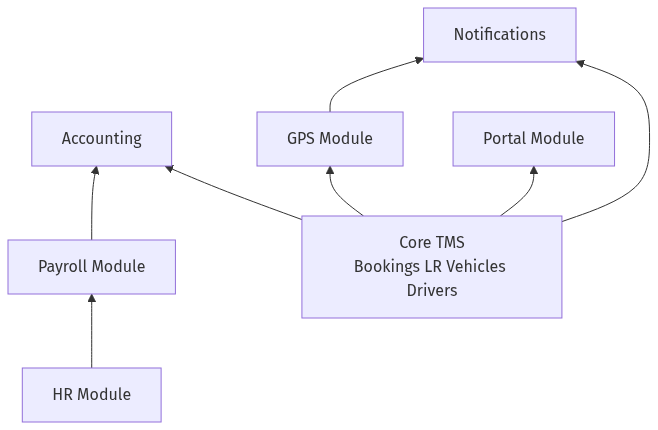 Notifications
Accounting
GPS Module
Portal Module
Core TMS
Bookings LR Vehicles
Drivers
Payroll Module
HR Module